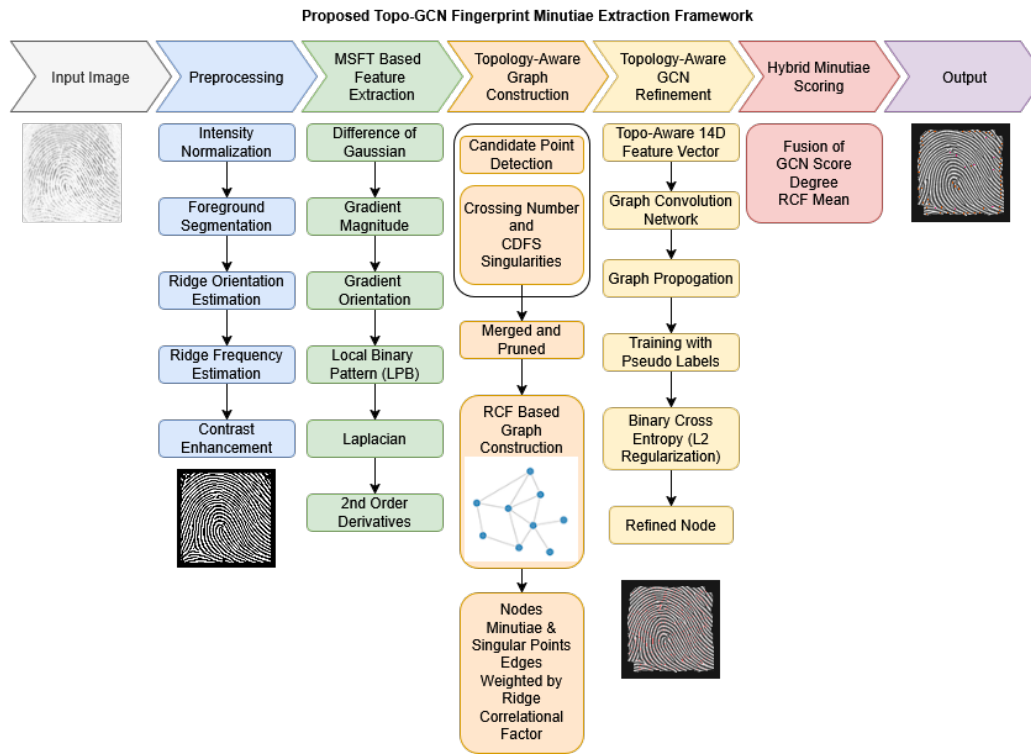 Proposed Topo-GCN Fingerprint Minutiae Extraction Framework
Input Image
Preprocessing
MSFT Based
Feature
Extraction
Topology-Aware
Graph
Construction
Topology-Aware
GCN
Refinement
Hybrid Minutiae
Scoring
Output
Intensity
Normalization
Foreground
Segmentation
Ridge Orientation
Estimation
Ridge Frequency
Estimation
Contrast
Enhancement
Difference of
Gaussian
Gradient
Magnitude
Gradient
Orientation
Local Binary
Pattern (LPB)
Laplacian
2nd Order
Derivatives
Candidate Point
Detection
Crossing Number
and
CDFS
Singularities
Merged and
Pruned
RCF Based
Graph
Construction
Nodes
Minutiae &
Singular Points
Edges
Weighted by
Ridge
Correlational
Factor
Topo-Aware 14D
Feature Vector
Graph Convolution
Network
Graph Propogation
Training with
Pseudo Labels
Binary Cross
Entropy (L2
Regularization)
Refined Node
Fusion of
GCN Score
Degree
RCF Mean